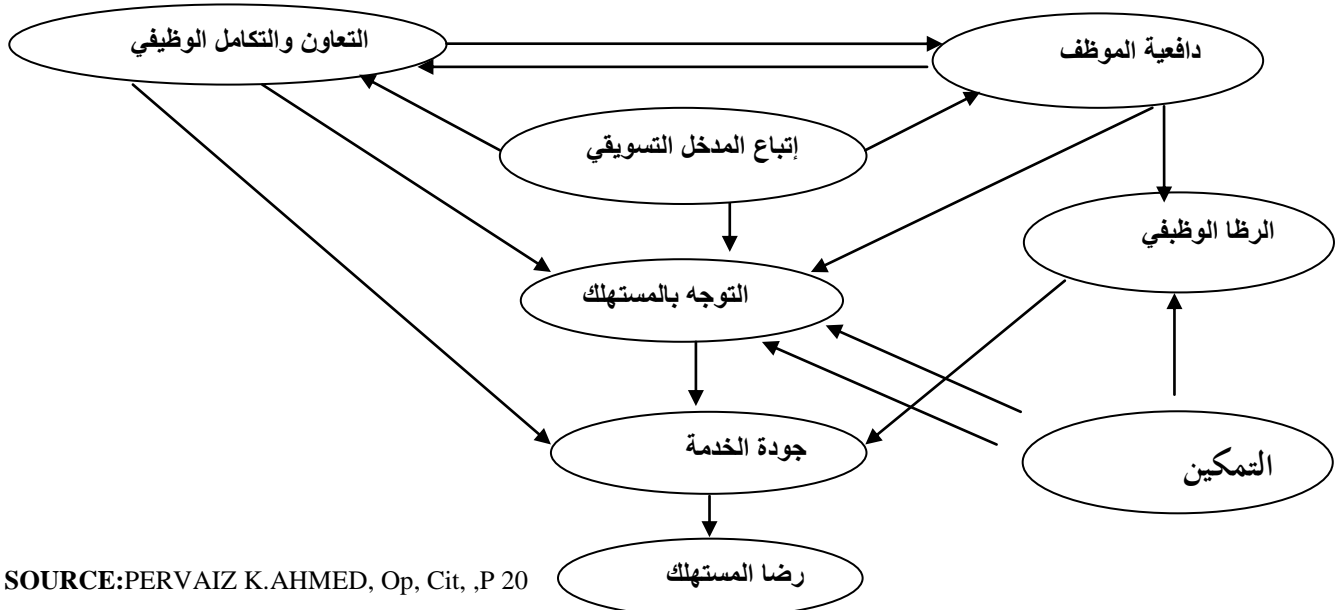 التعاون والتكامل الوظيفي
دافعية الموظف
إتباع المدخل التسويقي
الرظا الوظبفي
التوجه بالمستهلك
جودة الخدمة
التمكين
رضا المستهلك
SOURCE:PERVAIZ K.AHMED, Op, Cit, ,P 20